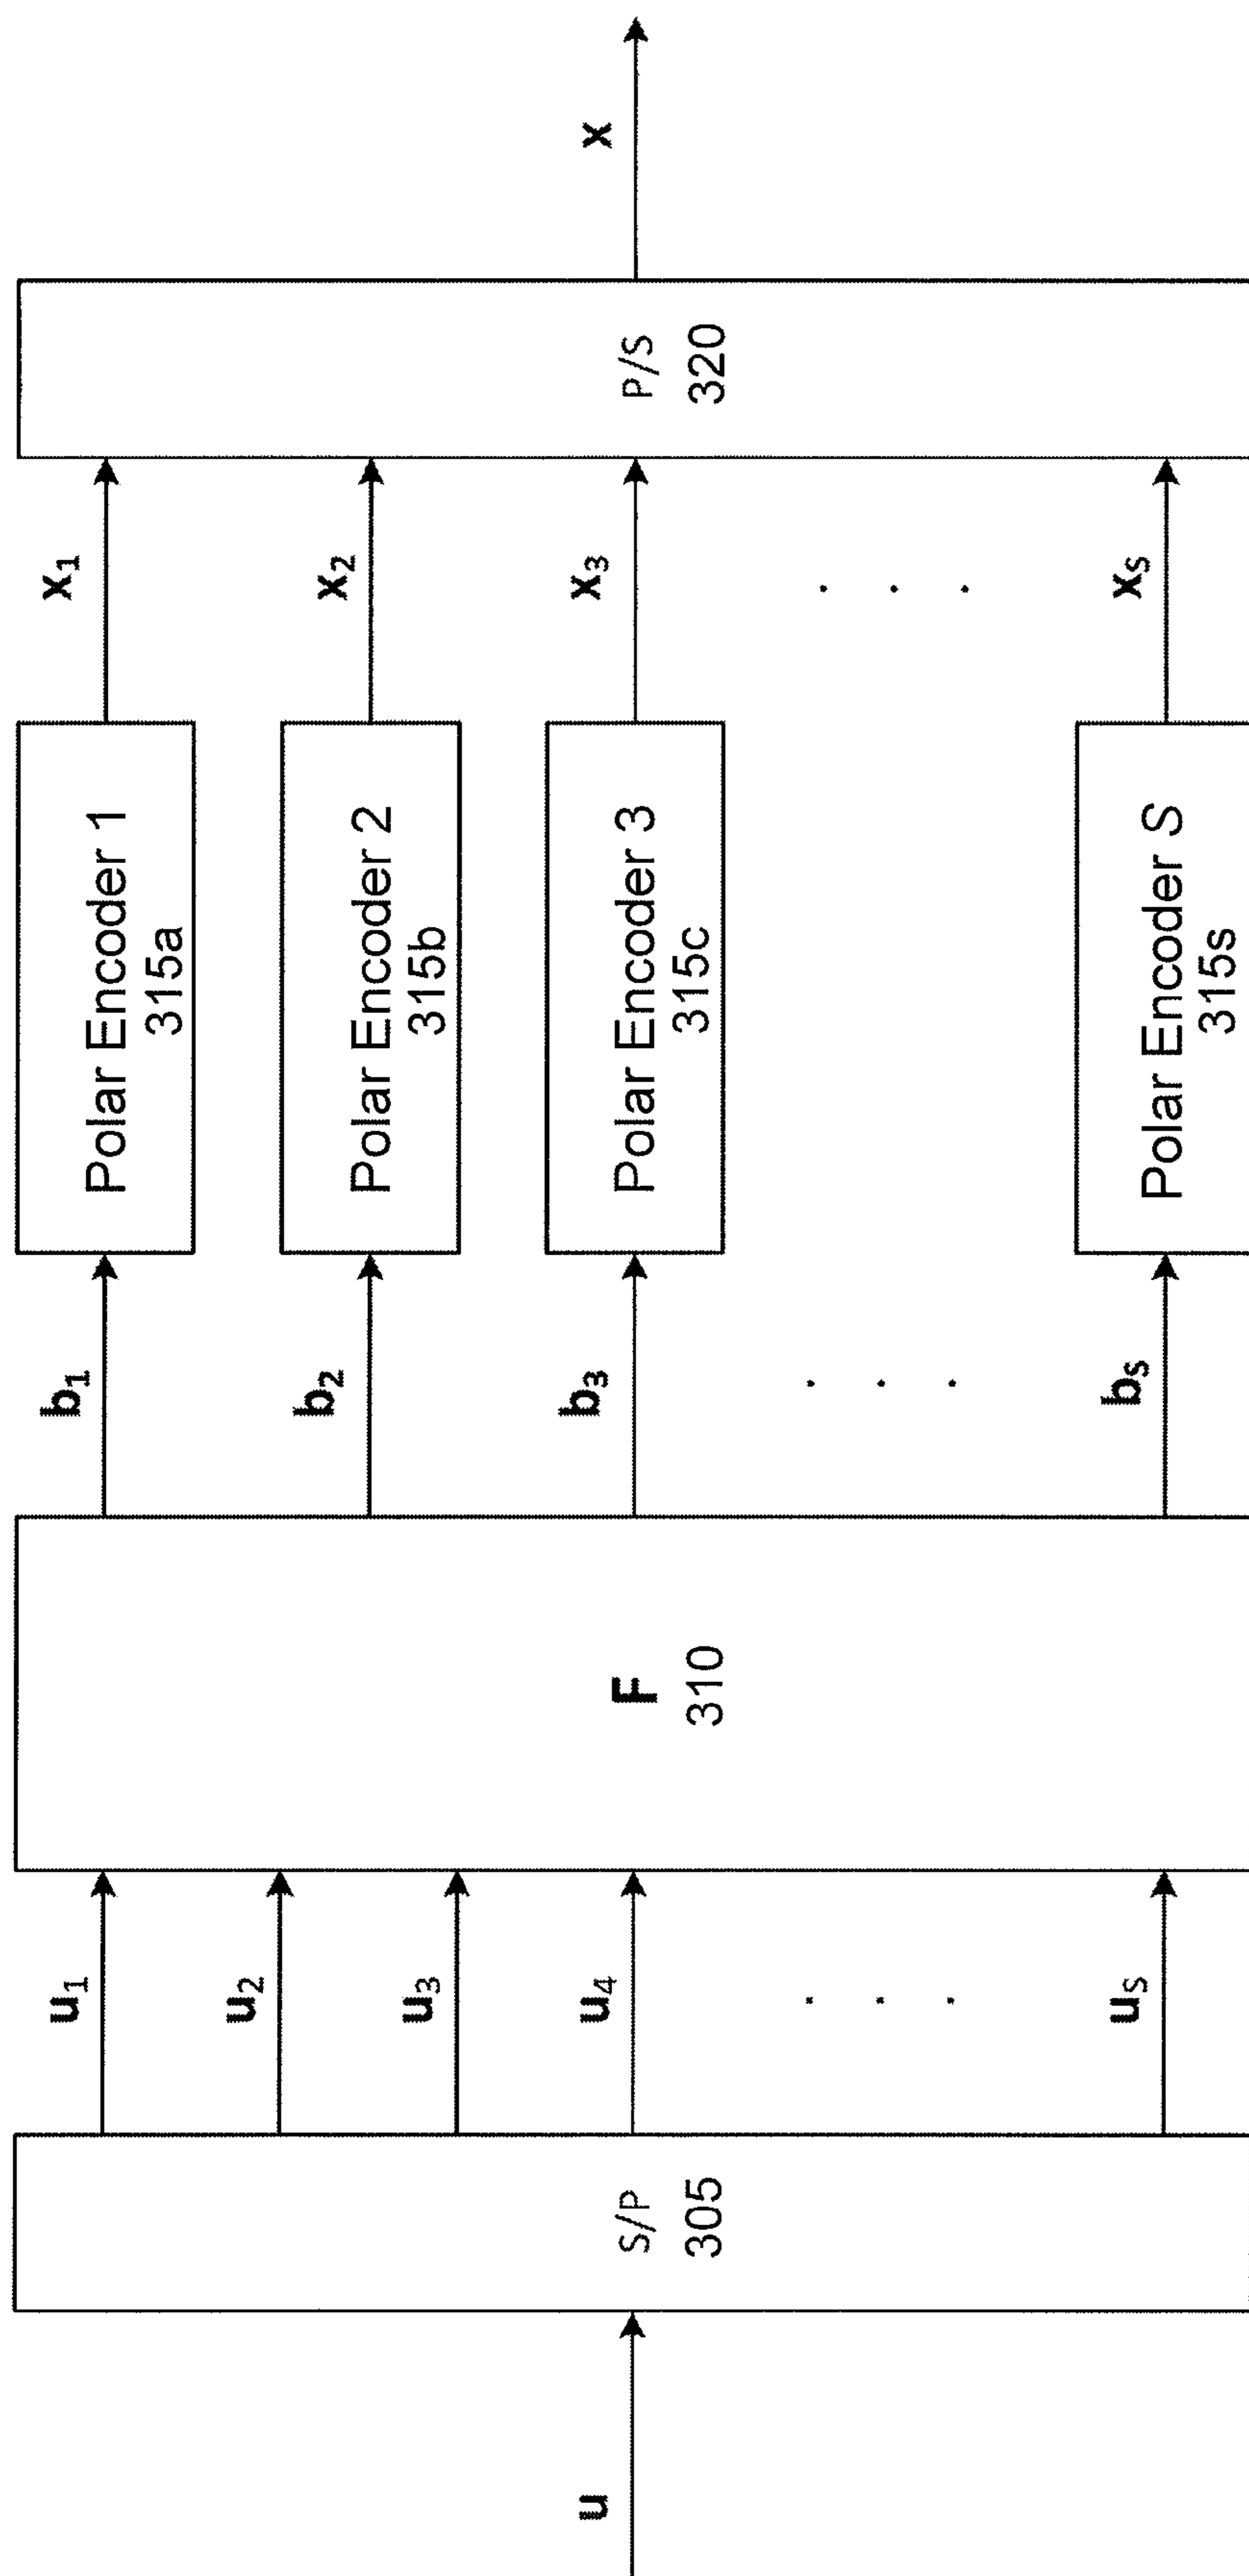 u
S/P
305
u₁
u₂
u₃
u₄
. . .
uₛ
F
310
b₁
b₂
b₃
. . .
bₛ
Polar Encoder 1
315a
Polar Encoder 2
315b
Polar Encoder 3
315c
Polar Encoder S
315s
x₁
x₂
x₃
. . .
xₛ
P/S
320
x